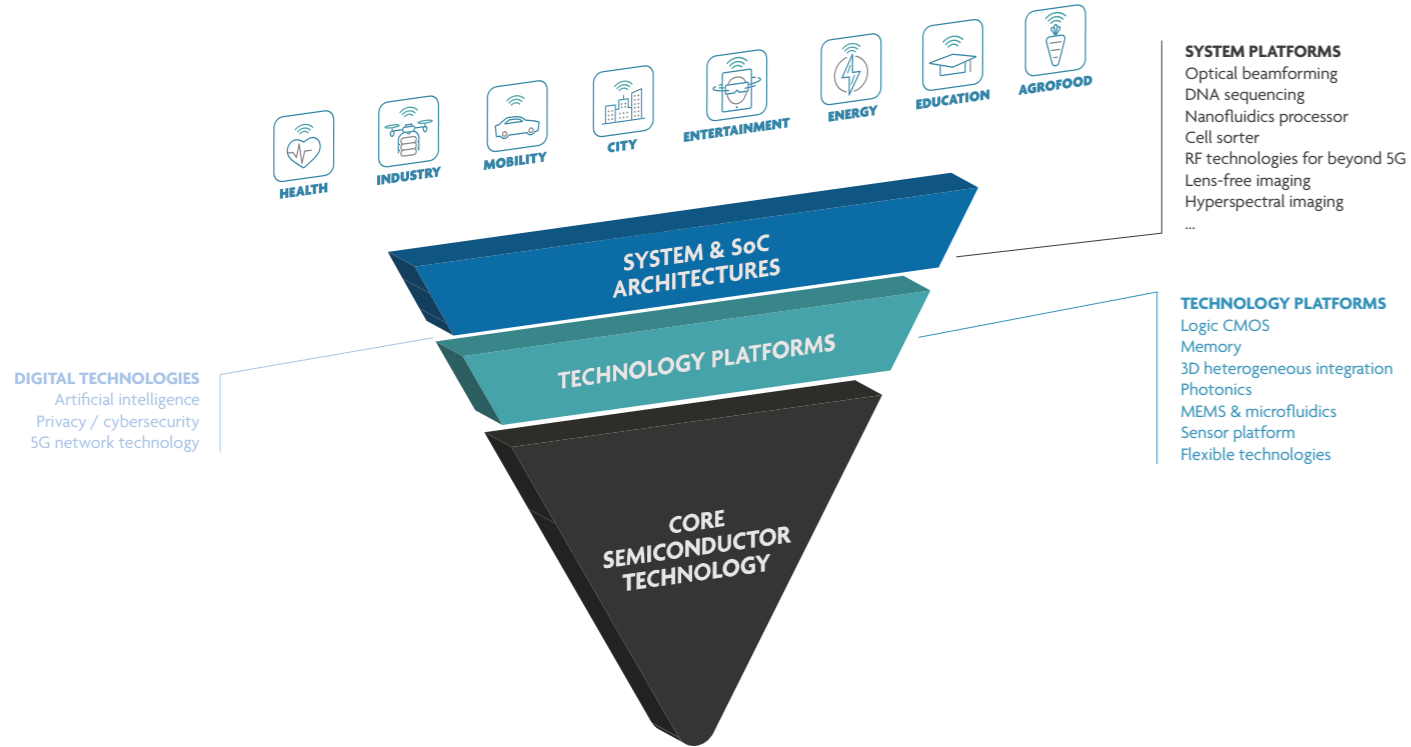 HEALTH
INDUSTRY
MOBILITY
CITY
ENTERTAINMENT
ENERGY
EDUCATION
AGROFOOD
SYSTEM PLATFORMS
Optical beamforming
DNA sequencing
Nanofluidics processor
Cell sorter
RF technologies for beyond 5G
Lens-free imaging
Hyperspectral imaging
...
SYSTEM & SoC
ARCHITECTURES
TECHNOLOGY PLATFORMS
Logic CMOS
Memory
3D heterogeneous integration
Photonics
MEMS & microfluidics
Sensor platform
Flexible technologies
TECHNOLOGY PLATFORMS
DIGITAL TECHNOLOGIES
Artificial intelligence
Privacy / cybersecurity
5G network technology
CORE
SEMICONDUCTOR
TECHNOLOGY